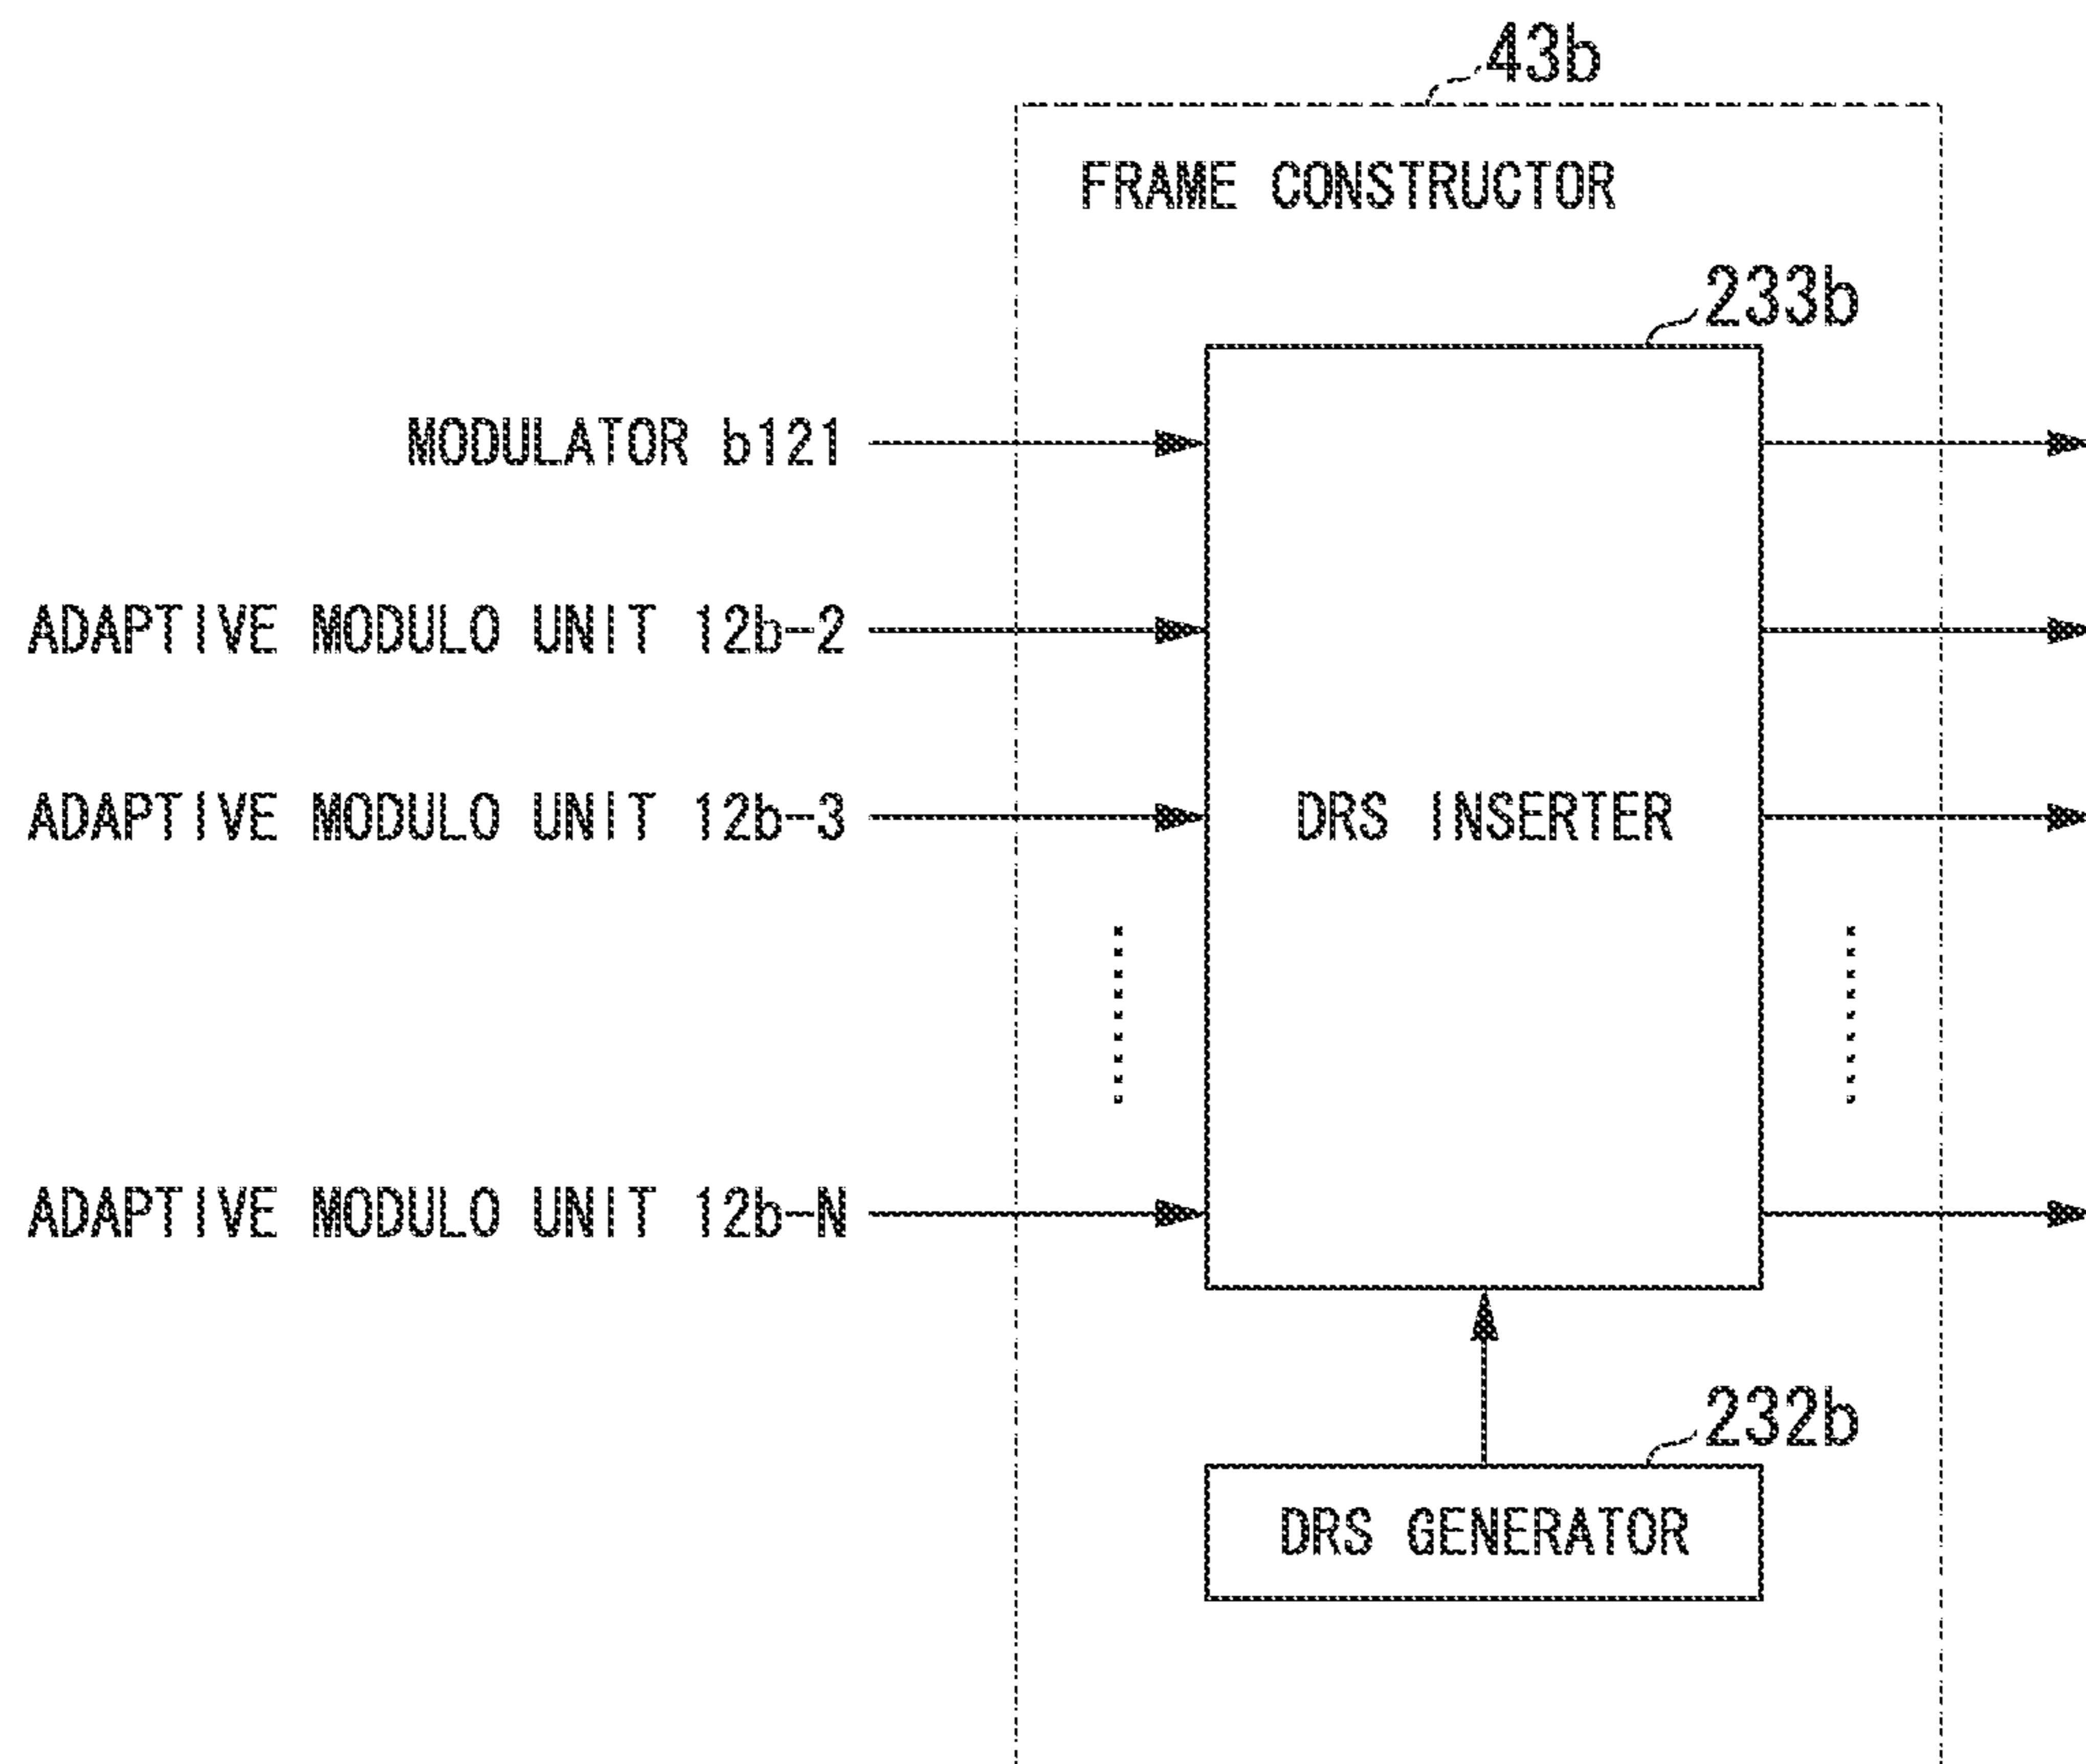 43b
FRAME CONSTRUCTOR
233b
MODULATOR b121
ADAPTIVE MODULO UNIT 12b-2
ADAPTIVE MODULO UNIT 12b-3
DRS INSERTER
ADAPTIVE MODULO UNIT 12b-N
232b
DRS GENERATOR